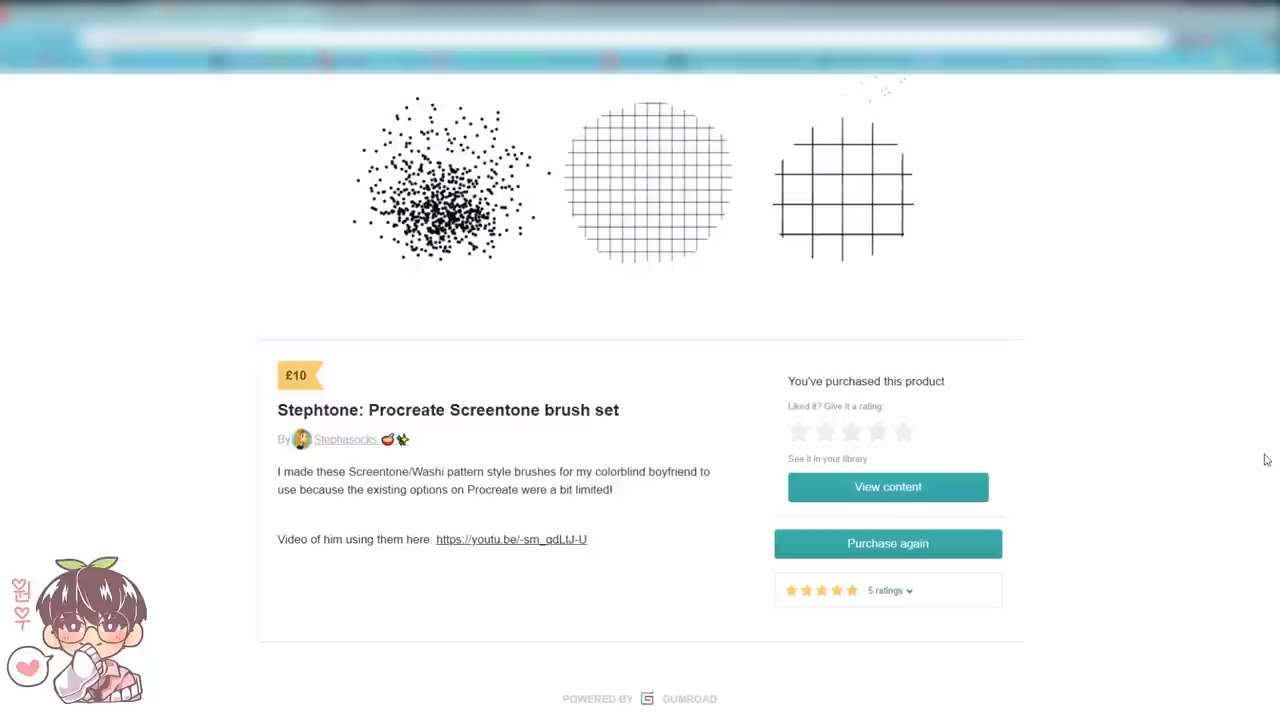 £10
Stephtone: Procreate Screentone brush set
By Stephasocks
I made these Screentone/Washi pattern style brushes for my colorblind boyfriend to
use because the existing options on Procreate were a bit limited!
Video of him using them here: https://youtu.be/-sm_qdLtJ-U
You've purchased this product
Liked it? Give it a rating:
See it in your library
View content
Purchase again
5 ratings
원우
POWERED BY GUMROAD